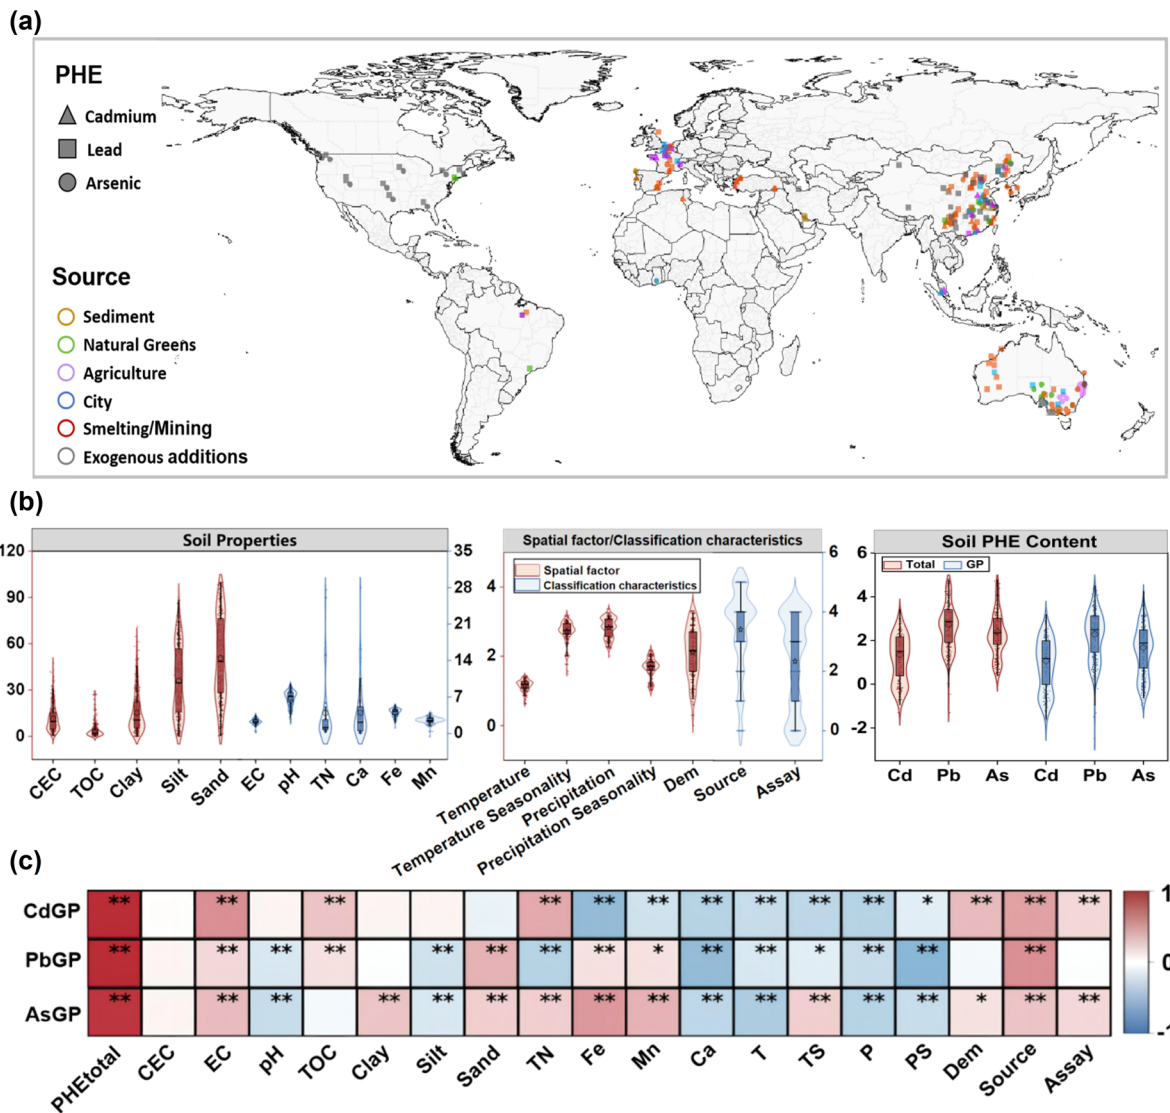 (a)
PHE
Cadmium
Lead
Arsenic
Source
Sediment
Natural Greens
Agriculture
City
Smelting/Mining
Exogenous additions
(b)
Soil Properties
120
90
60
30
0
35
28
21
14
7
0
CEC
TOC
Clay
Silt
Sand
EC
pH
TN
Ca
Fe
Mn
Spatial factor/Classification characteristics
Spatial factor
Classification characteristics
4
2
0
6
4
2
0
Temperature
Temperature Seasonality
Precipitation
Precipitation Seasonality
Dem
Source
Assay
Soil PHE Content
Total
GP
6
4
2
0
-2
Cd
Pb
As
Cd
Pb
As
(c)
CdGP ** ** ** ** ** ** ** ** ** ** * ** ** **
PbGP ** ** ** ** ** ** ** ** * ** ** * ** ** **
AsGP ** ** ** ** ** ** ** ** ** ** ** ** ** ** * ** **
1
0
-1
PHEtotal
CEC
EC
pH
TOC
Clay
Silt
Sand
TN
Fe
Mn
Ca
T
TS
P
PS
Dem
Source
Assay